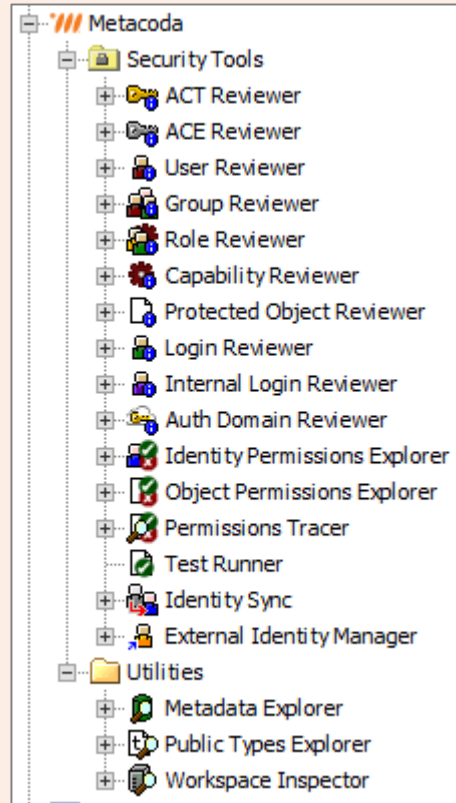 Metacoda
Security Tools
ACT Reviewer
ACE Reviewer
User Reviewer
Group Reviewer
Role Reviewer
Capability Reviewer
Protected Object Reviewer
Login Reviewer
Internal Login Reviewer
Auth Domain Reviewer
Identity Permissions Explorer
Object Permissions Explorer
Permissions Tracer
Test Runner
Identity Sync
External Identity Manager
Utilities
Metadata Explorer
Public Types Explorer
Workspace Inspector